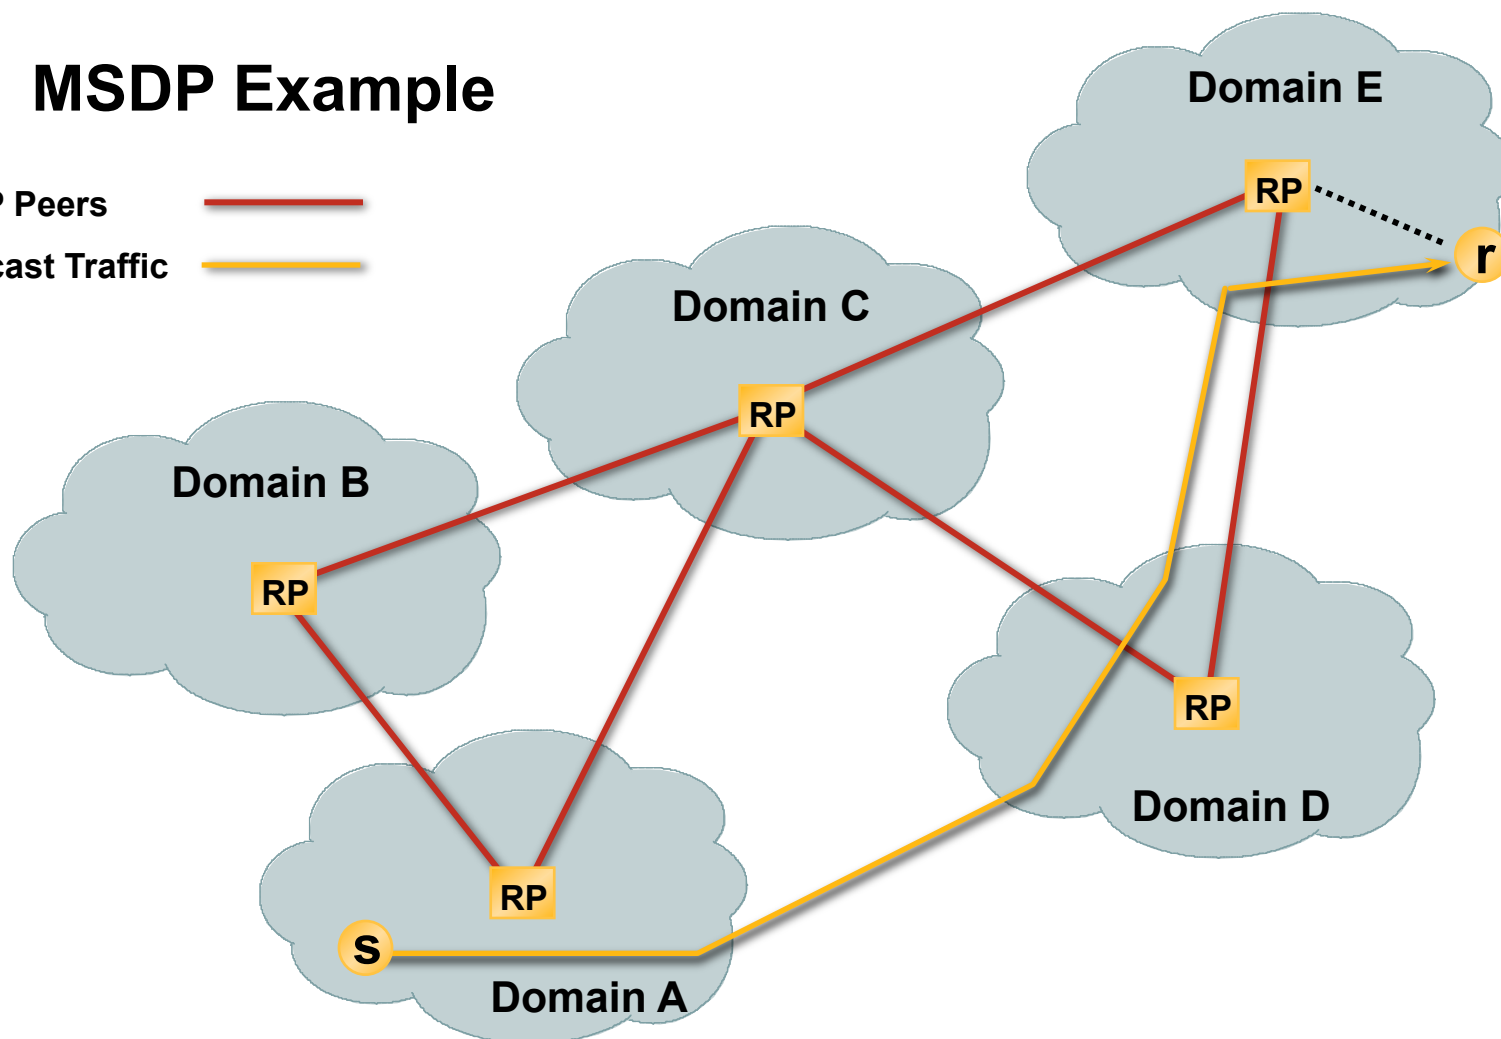 MSDP Example
Domain E
P Peers
RP
cast Traffic
r
Domain C
RP
Domain B
RP
RP
Domain D
RP
s
Domain A